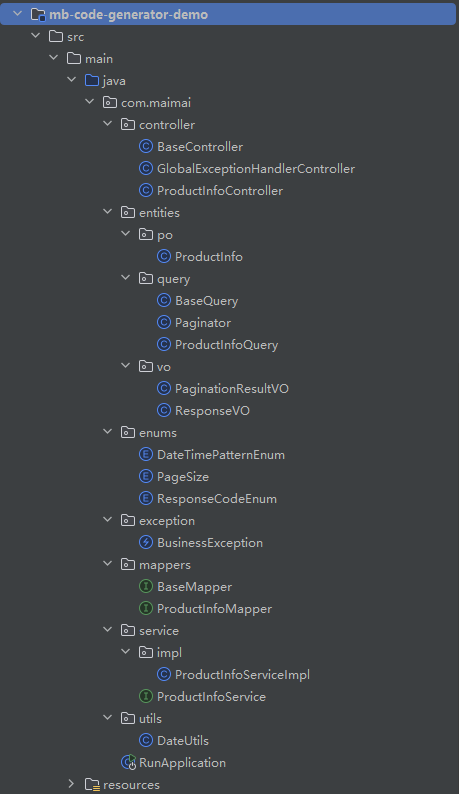 mb-code-generator-demo
src
main
java
com.maimai
controller
BaseController
GlobalExceptionHandlerController
ProductInfoController
entities
po
ProductInfo
query
BaseQuery
Paginator
ProductInfoQuery
vo
PaginationResultVO
ResponseVO
enums
DateTimePatternEnum
PageSize
ResponseCodeEnum
exception
BusinessException
mappers
BaseMapper
ProductInfoMapper
service
impl
ProductInfoServiceImpl
ProductInfoService
utils
DateUtils
RunApplication
resources